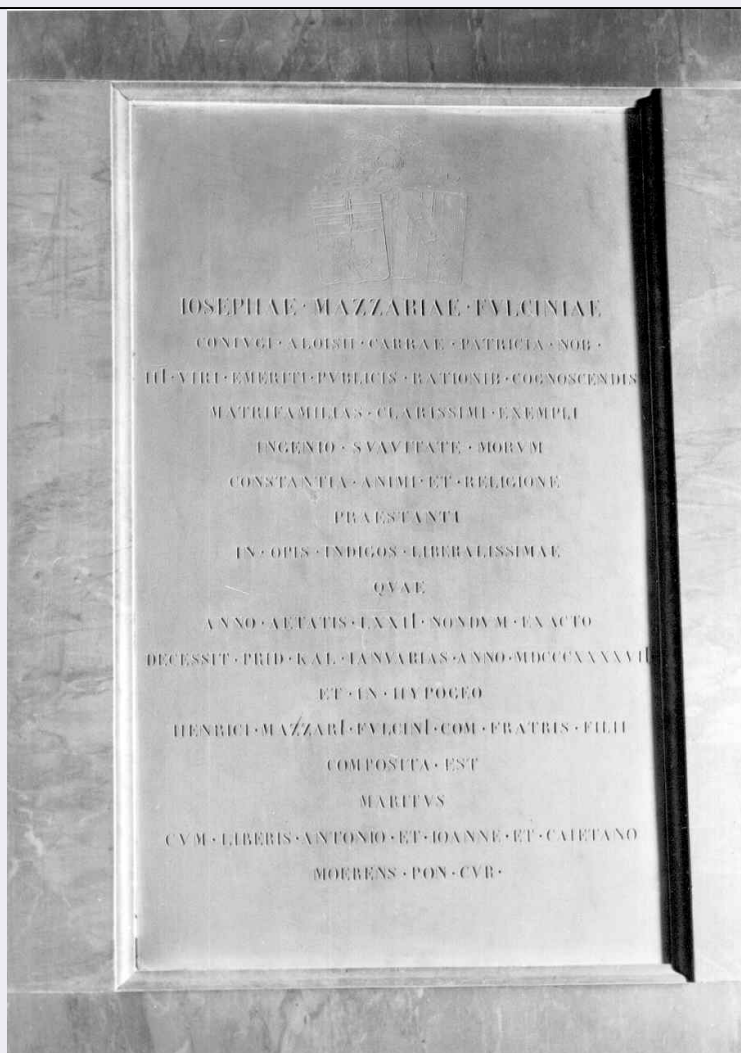 IOSEPHAE · MAZZARIAE · FVLCINIAE
CONIVGI · ALOISII · CARRAE · PATRICIA · NOB ·
III · VIRI · EMERITI · PVBLICIS · RATIONIB · COGNOSCENDIS
MATRIFAMILIAS · CLARISSIMI · EXEMPLI
INGENIO · SVAVITATE · MORVM
CONSTANTIA · ANIMI · ET · RELIGIONE
PRAESTANTI
IN · OPIS · INDIGOS · LIBERALISSIMAE
QVAE
ANNO · AETATIS · LXXII · NONDVM · EXACTO
DECESSIT · PRID · KAL · IANVARIAS · ANNO · MDCCCXXXXVII
ET · IN · HYPOGEO
HENRICI · MAZZARI · FVLCINI · COM · FRATRIS · FILII
COMPOSITA · EST
MARITVS
CVM · LIBERIS · ANTONIO · ET · IOANNE · ET · CAIETANO
MOERENS · PON · CVR ·